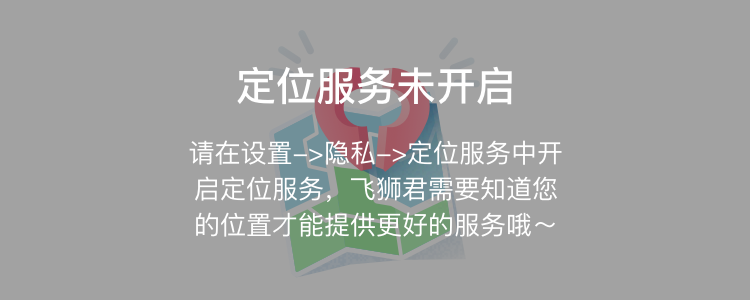 定位服务未开启
请在设置->隐私->定位服务中开
启定位服务，飞狮君需要知道您
的位置才能提供更好的服务哦～